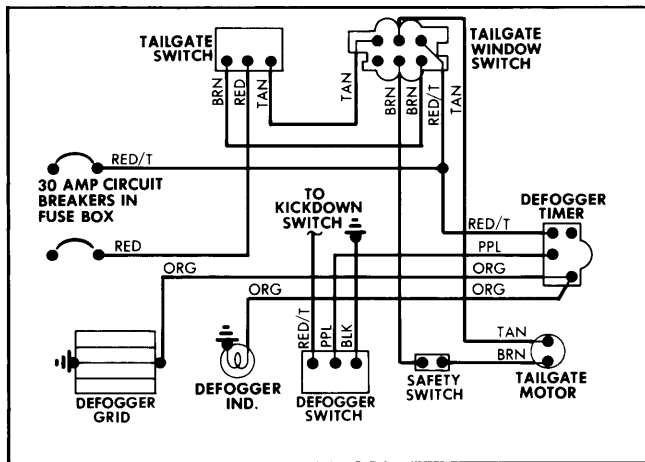 TAILGATE
SWITCH
TAILGATE
WINDOW
SWITCH
BRN
RED
TAN
TAN
BRN
BRN
RED/T
TAN
RED/T
30 AMP CIRCUIT
BREAKERS IN
FUSE BOX
RED
TO
KICKDOWN
SWITCH
DEFOGGER
TIMER
RED/T
PPL
ORG
ORG
ORG
ORG
RED/T
PPL
BLK
TAN
BRN
DEFOGGER
GRID
DEFOGGER
IND.
DEFOGGER
SWITCH
SAFETY
SWITCH
TAILGATE
MOTOR